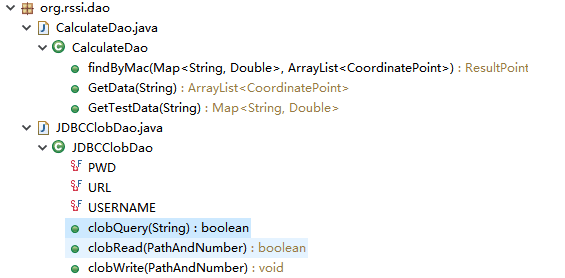 org.rssi.dao
CalculateDao.java
CalculateDao
findByMac(Map<String, Double>, ArrayList<CoordinatePoint>) : ResultPoint
GetData(String) : ArrayList<CoordinatePoint>
GetTestData(String) : Map<String, Double>
JDBCClobDao.java
JDBCClobDao
PWD
URL
USERNAME
clobQuery(String) : boolean
clobRead(PathAndNumber) : boolean
clobWrite(PathAndNumber) : void